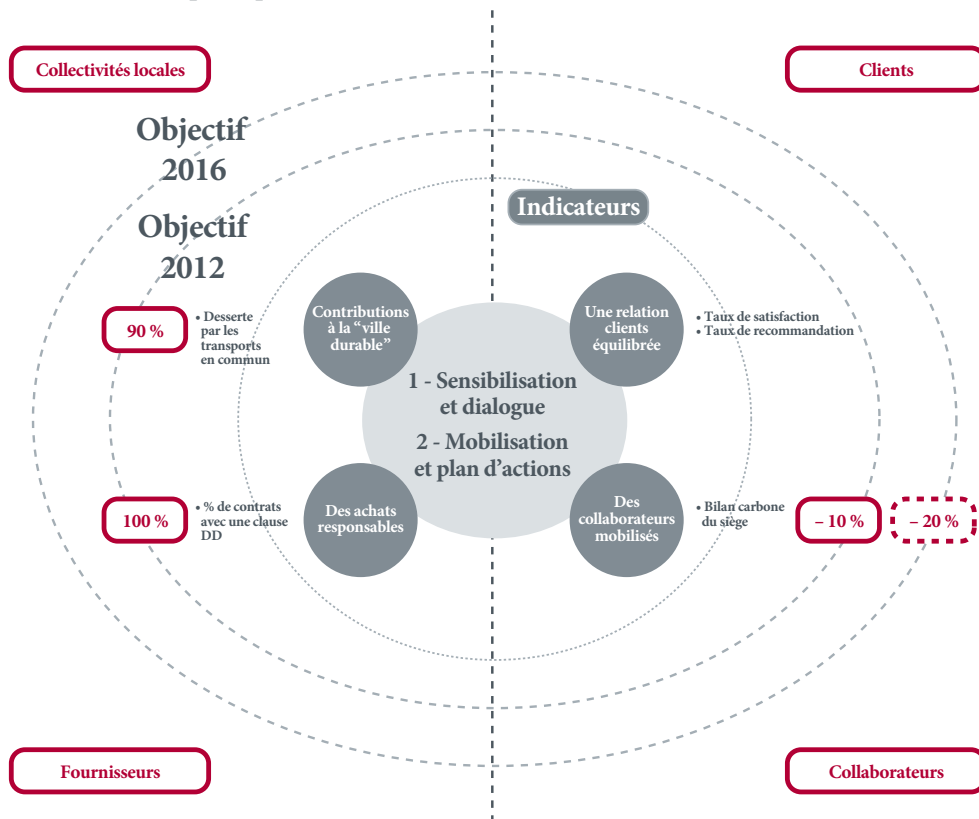 Collectivités locales
Clients
Objectif
2016
Indicateurs
Objectif
2012
Contributions
à la “ville
durable”
Une relation
clients
équilibrée
90 %
• Desserte
par les
transports
en commun
• Taux de satisfaction
• Taux de recommandation
1 - Sensibilisation
et dialogue
2 - Mobilisation
et plan d’actions
100 %
• % de contrats
avec une clause
DD
Des achats
responsables
Des
collaborateurs
mobilisés
• Bilan carbone
du siège
– 10 %
– 20 %
Fournisseurs
Collaborateurs